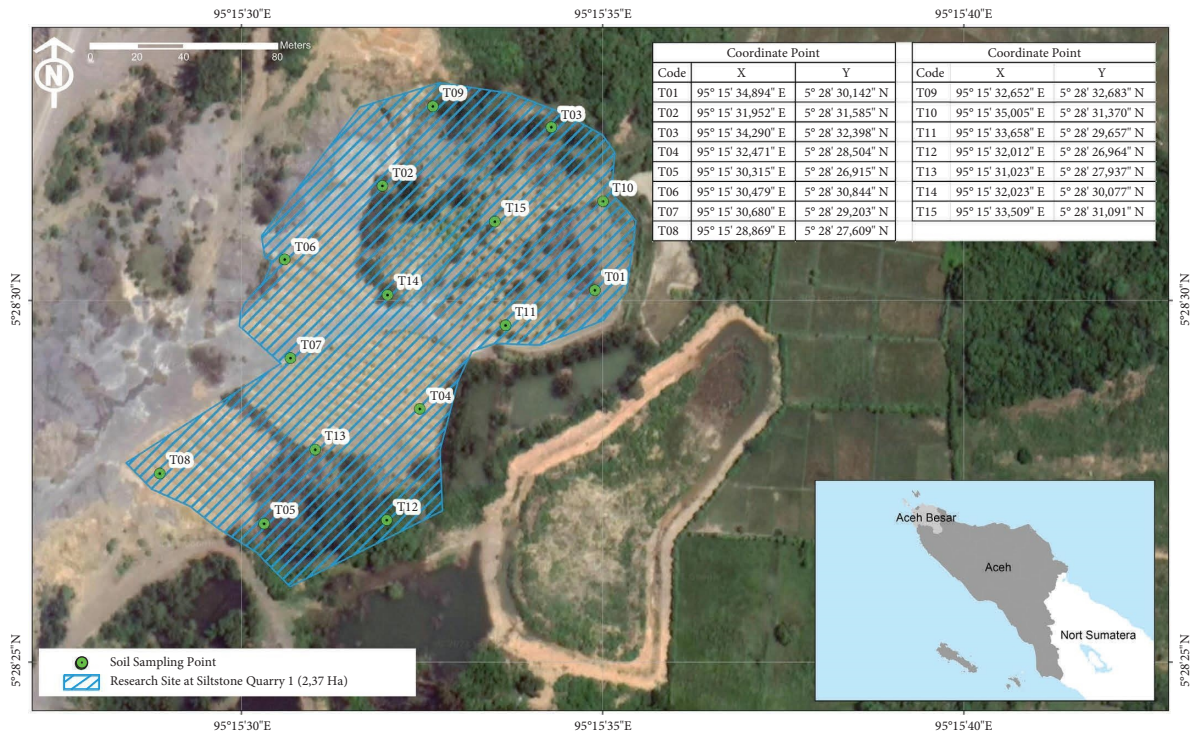 95°15'30"E 95°15'35"E 95°15'40"E
N
Meters
0 20 40 80
Coordinate Point
Code X Y
T01 95° 15' 34,894" E 5° 28' 30,142" N
T02 95° 15' 31,952" E 5° 28' 31,585" N
T03 95° 15' 34,290" E 5° 28' 32,398" N
T04 95° 15' 32,471" E 5° 28' 28,504" N
T05 95° 15' 30,315" E 5° 28' 26,915" N
T06 95° 15' 30,479" E 5° 28' 30,844" N
T07 95° 15' 30,680" E 5° 28' 29,203" N
T08 95° 15' 28,869" E 5° 28' 27,609" N
Coordinate Point
Code X Y
T09 95° 15' 32,652" E 5° 28' 32,683" N
T10 95° 15' 35,005" E 5° 28' 31,370" N
T11 95° 15' 33,658" E 5° 28' 29,657" N
T12 95° 15' 32,012" E 5° 28' 26,964" N
T13 95° 15' 31,023" E 5° 28' 27,937" N
T14 95° 15' 32,023" E 5° 28' 30,077" N
T15 95° 15' 33,509" E 5° 28' 31,091" N
T09
T03
T02
T10
T15
T06
T14
T01
T11
T07
T04
T13
T08
T05
T12
5°28'30"N
5°28'30"N
5°28'25"N
5°28'25"N
Aceh Besar
Aceh
Nort Sumatera
Soil Sampling Point
Research Site at Siltstone Quarry 1 (2,37 Ha)
95°15'30"E 95°15'35"E 95°15'40"E